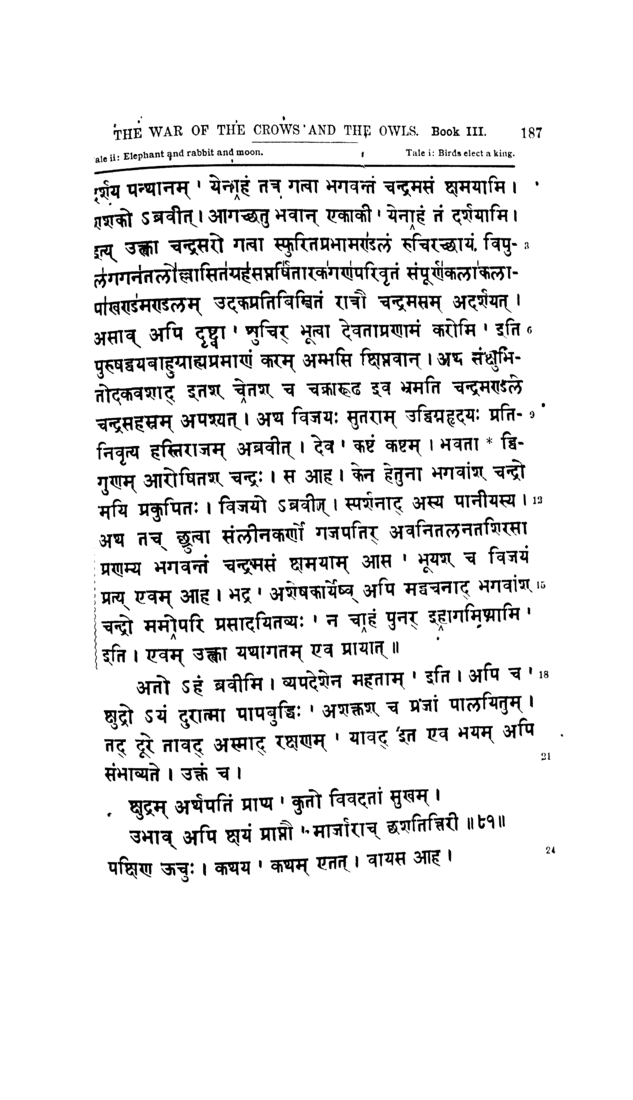 THE WAR OF THE CROWS AND THE OWLS. Book III. 187
ale ii: Elephant and rabbit and moon. Tale i: Birds elect a king.
र्शय पन्थानम् ' येनाहं तत्र गत्वा भगवन्तं चन्द्रमसं क्षमयामि ।
शशको ऽब्रवीत् । आगच्छतु भवान् एकाकी ' येनाहं तं दर्शयामि ।
इत्य् उक्त्वा चन्द्रसरो गत्वा स्फुरितप्रभामण्डलं रुचिरच्छायं विपु- 3
लगगनतलोल्लासितग्रहसप्तर्षितारकगणपरिवृतं संपूर्णकलाकला-
पाखण्डमण्डलम् उदकप्रतिबिम्बितं रात्रौ चन्द्रमसम् अदर्शयत् ।
असाव् अपि दृष्ट्वा ' शुचिर् भूत्वा देवताप्रणामं करोमि ' इति 6
पुरुषद्वयबाहुग्राह्यप्रमाणं करम् अम्भसि क्षिप्तवान् । अथ संक्षुभि-
तोदकवशाद् इतश् चेतश् च चक्रारूढ इव भ्रमति चन्द्रमण्डले
चन्द्रसहस्रम् अपश्यत् । अथ विजयः सुतराम् उद्विग्नहृदयः प्रति- 9
निवृत्य हस्तिराजम् अब्रवीत् । देव ' कष्टं कष्टम् । भवता * द्वि-
गुणम् आरोपितश् चन्द्रः । स आह । केन हेतुना भगवांश् चन्द्रो
मयि प्रकुपितः । विजयो ऽब्रवीत् । स्पर्शनाद् अस्य पानीयस्य । 12
अथ तच् छ्रुत्वा संलीनकर्णो गजपतिर् अवनितलनतशिरसा
प्रणम्य भगवन्तं चन्द्रमसं क्षमयाम् आस ' भूयश् च विजयं
प्रत्य् एवम् आह । भद्र ' अशेषकार्येष्व् अपि मद्वचनाद् भगवांश् 15
चन्द्रो ममोपरि प्रसादयितव्यः ' न चाहं पुनर् इहागमिष्यामि '
इति । एवम् उक्त्वा यथागतम् एव प्रायात् ॥
अतो ऽहं ब्रवीमि । व्यपदेशेन महताम् ' इति । अपि च ' 18
क्षुद्रो ऽयं दुरात्मा पापबुद्धिः ' अशक्तश् च प्रजां पालयितुम् ।
तद् दूरे तावद् अस्माद् रक्षणम् ' यावद् इत एव भयम् अपि
संभाव्यते । उक्तं च । 21
क्षुद्रम् अर्थपतिं प्राप्य ' कुतो विवदतां सुखम् ।
उभाव् अपि क्षयं प्राप्तौ ' मार्जाराच् छशतित्तिरी ॥ ८१ ॥
पक्षिण ऊचुः । कथय ' कथम् एतत् । वायस आह । 24